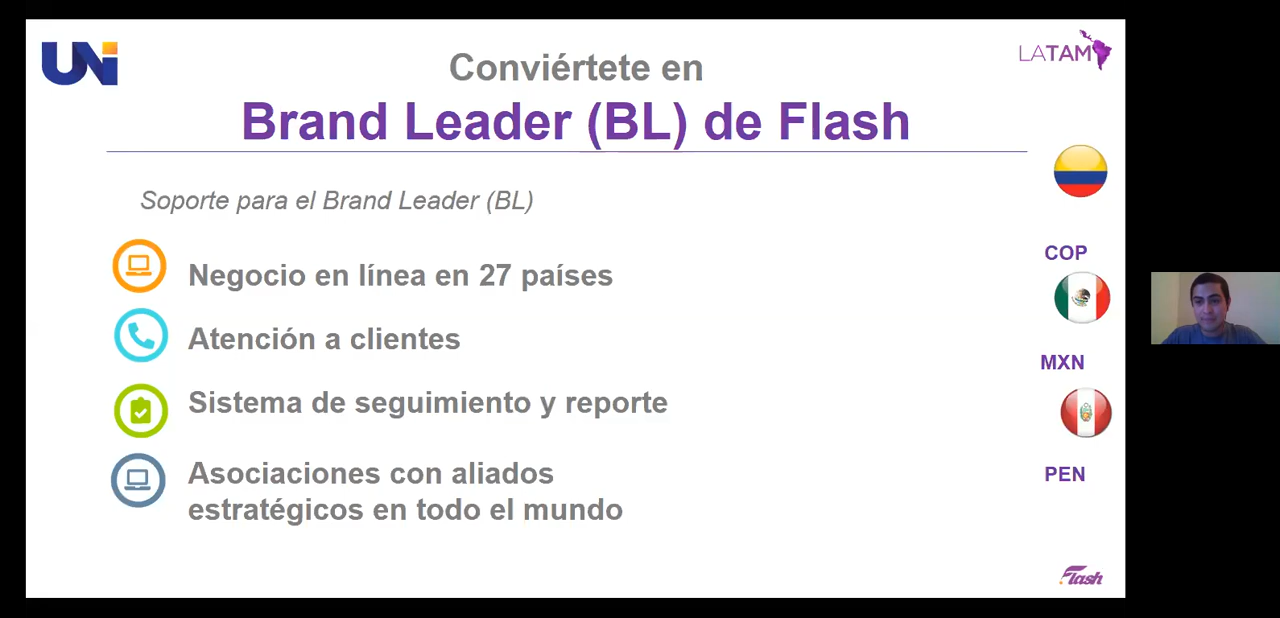 UNi
LATAM
Conviértete en
Brand Leader (BL) de Flash
Soporte para el Brand Leader (BL)
Negocio en línea en 27 países
Atención a clientes
Sistema de seguimiento y reporte
Asociaciones con aliados
estratégicos en todo el mundo
COP
MXN
PEN
Flash